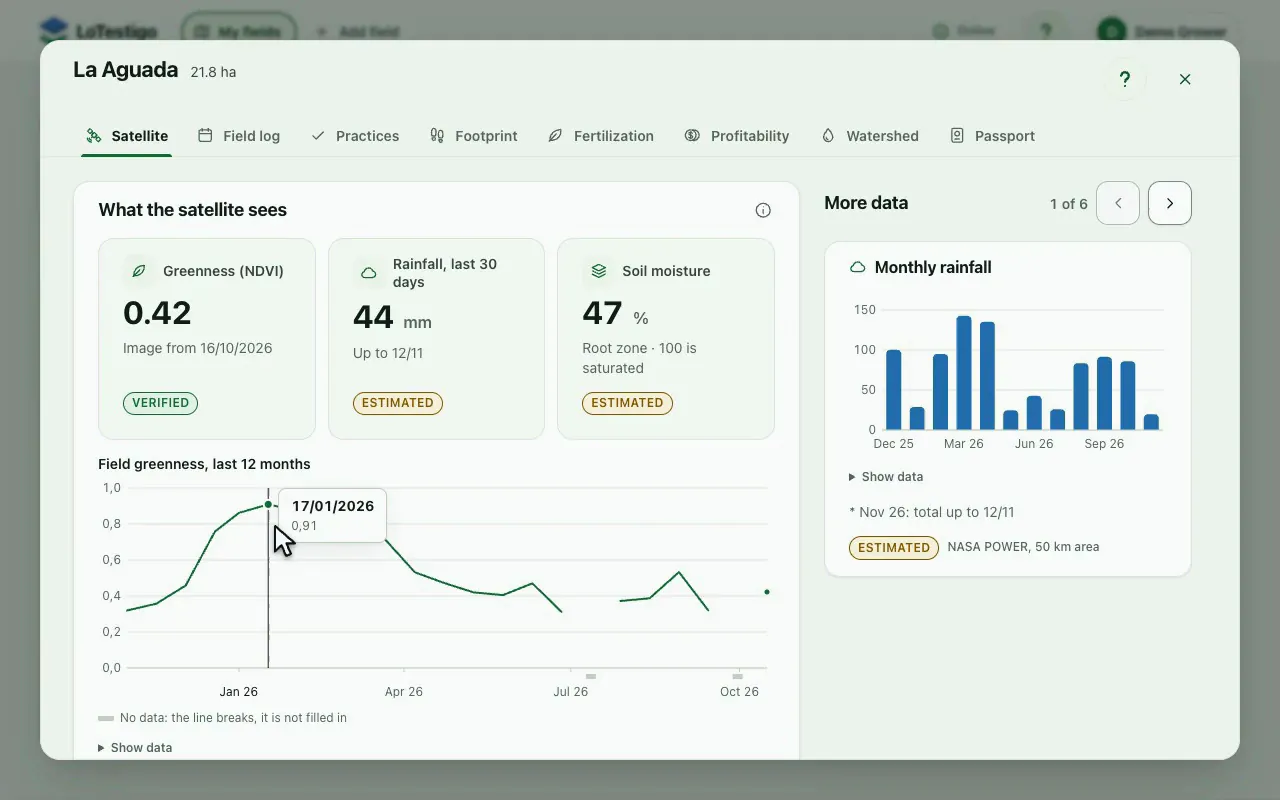 LoTestigo
My fields
Add field
Online
?
Demo Grower
La Aguada
21.8 ha
?
Satellite
Field log
Practices
Footprint
Fertilization
Profitability
Watershed
Passport
What the satellite sees
Greenness (NDVI)
0.42
Image from 16/10/2026
VERIFIED
Rainfall, last 30
days
44 mm
Up to 12/11
ESTIMATED
Soil moisture
47 %
Root zone · 100 is
saturated
ESTIMATED
Field greenness, last 12 months
1,0
0,8
0,6
0,4
0,2
0,0
17/01/2026
0,91
Jan 26
Apr 26
Jul 26
Oct 26
No data: the line breaks, it is not filled in
Show data
More data
1 of 6
Monthly rainfall
150
100
50
0
Dec 25
Mar 26
Jun 26
Sep 26
Show data
* Nov 26: total up to 12/11
ESTIMATED
NASA POWER, 50 km area